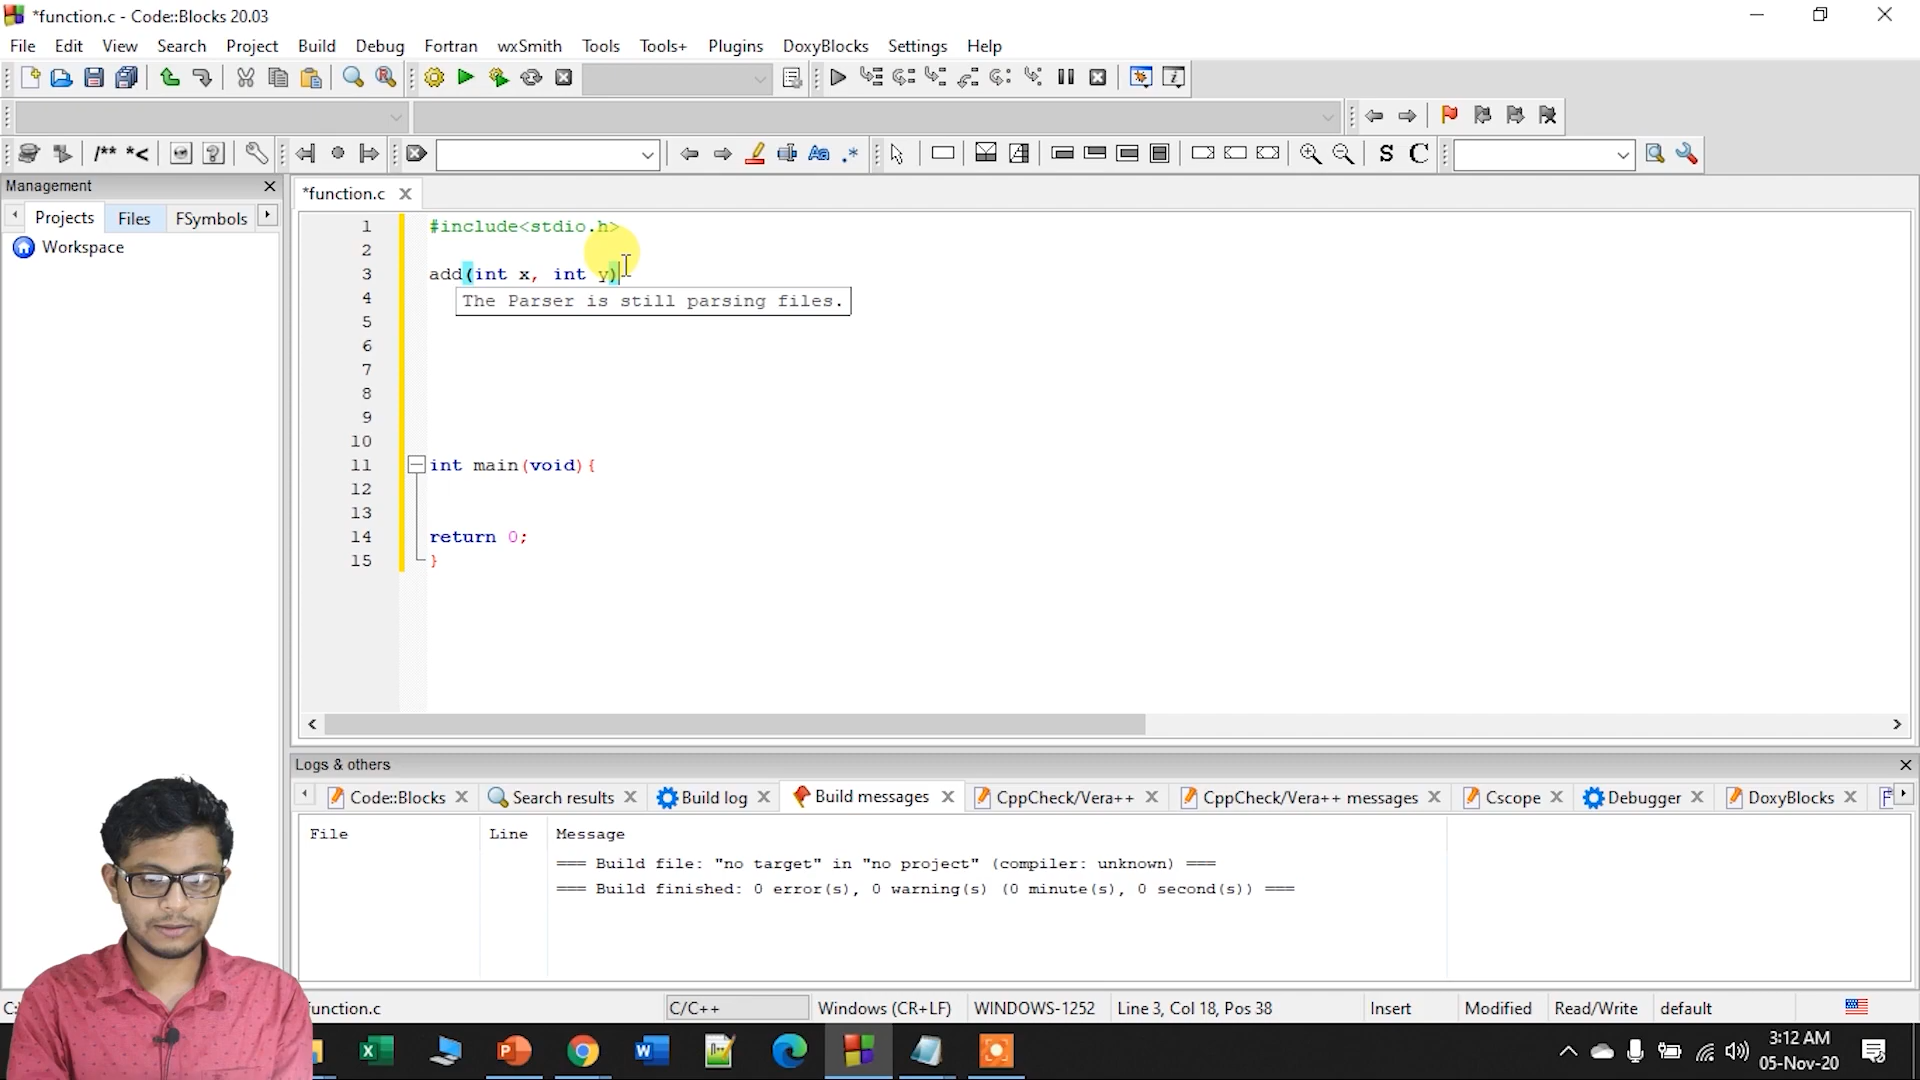 *function.c - Code::Blocks 20.03
File Edit View Search Project Build Debug Fortran wxSmith Tools Tools+ Plugins DoxyBlocks Settings Help
/** *<
Aa .*
S C
Management
Projects Files FSymbols
Workspace
*function.c
1 #include<stdio.h>
2
3 add(int x, int y)
4
The Parser is still parsing files.
5
6
7
8
9
10
11 int main(void){
12
13
14 return 0;
15 }
Logs & others
Code::Blocks Search results Build log Build messages CppCheck/Vera++ CppCheck/Vera++ messages Cscope Debugger DoxyBlocks
File Line Message
=== Build file: "no target" in "no project" (compiler: unknown) ===
=== Build finished: 0 error(s), 0 warning(s) (0 minute(s), 0 second(s)) ===
function.c C/C++ Windows (CR+LF) WINDOWS-1252 Line 3, Col 18, Pos 38 Insert Modified Read/Write default
3:12 AM
05-Nov-20